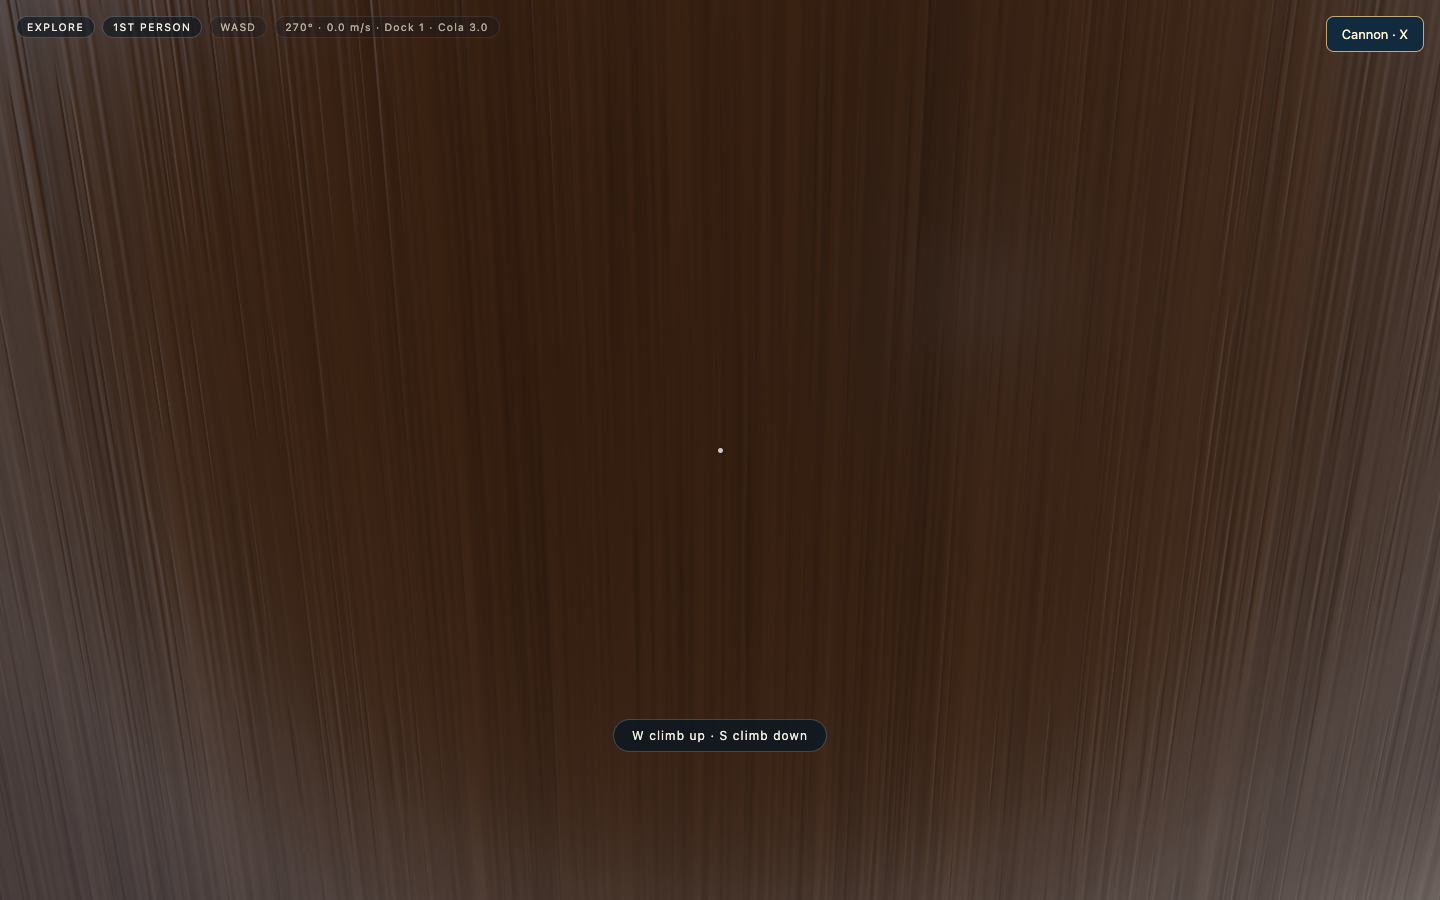 EXPLORE
1ST PERSON
WASD
270° · 0.0 m/s · Dock 1 · Cola 3.0
Cannon · X
W climb up · S climb down